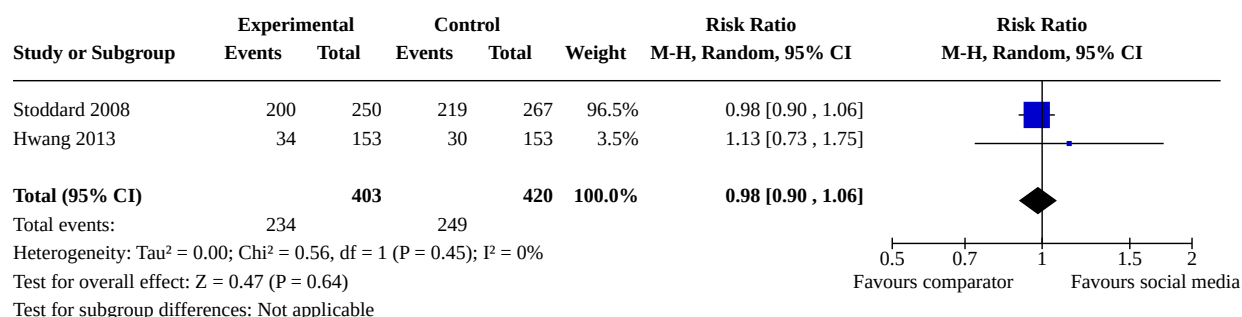 Experimental Control Risk Ratio Risk Ratio
Study or Subgroup Events Total Events Total Weight M-H, Random, 95% CI M-H, Random, 95% CI
Stoddard 2008 200 250 219 267 96.5% 0.98 [0.90 , 1.06]
Hwang 2013 34 153 30 153 3.5% 1.13 [0.73 , 1.75]
Total (95% CI) 403 420 100.0% 0.98 [0.90 , 1.06]
Total events: 234 249
Heterogeneity: Tau² = 0.00; Chi² = 0.56, df = 1 (P = 0.45); I² = 0%
0.5 0.7 1 1.5 2
Test for overall effect: Z = 0.47 (P = 0.64) Favours comparator Favours social media
Test for subgroup differences: Not applicable